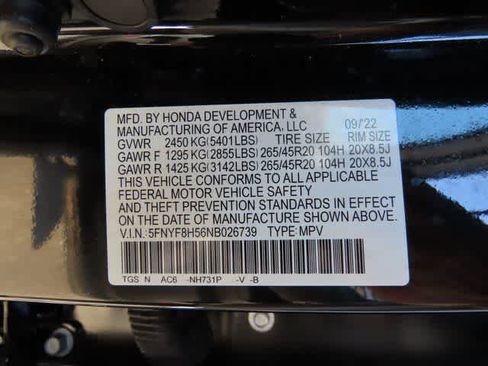 MFD. BY HONDA DEVELOPMENT & 09/22
MANUFACTURING OF AMERICA, LLC
GVWR 2450 KG(5401LBS) TIRE SIZE RIM SIZE
GAWR F 1295 KG(2855LBS) 265/45R20 104H 20X8.5J
GAWR R 1425 KG(3142LBS) 265/45R20 104H 20X8.5J
THIS VEHICLE CONFORMS TO ALL APPLICABLE
FEDERAL MOTOR VEHICLE SAFETY
AND THEFT PREVENTION STANDARDS IN EFFECT
ON THE DATE OF MANUFACTURE SHOWN ABOVE.
V.I.N.: 5FNYF8H56NB026739 TYPE: MPV
TGS N AC6 -NH731P -V -B